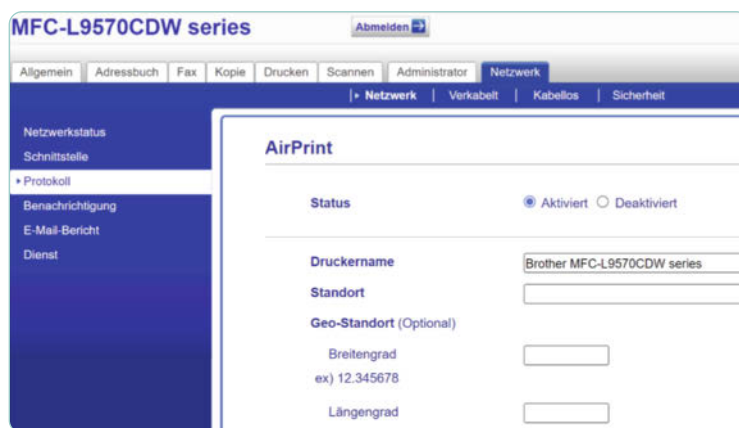 MFC-L9570CDW series
Abmelden
Allgemein Adressbuch Fax Kopie Drucken Scannen Administrator Netzwerk
Netzwerk | Verkabelt | Kabellos | Sicherheit
Netzwerkstatus
Schnittstelle
Protokoll
Benachrichtigung
E-Mail-Bericht
Dienst
AirPrint
Status Aktiviert Deaktiviert
Druckername Brother MFC-L9570CDW series
Standort
Geo-Standort (Optional)
Breitengrad
ex) 12.345678
Längengrad